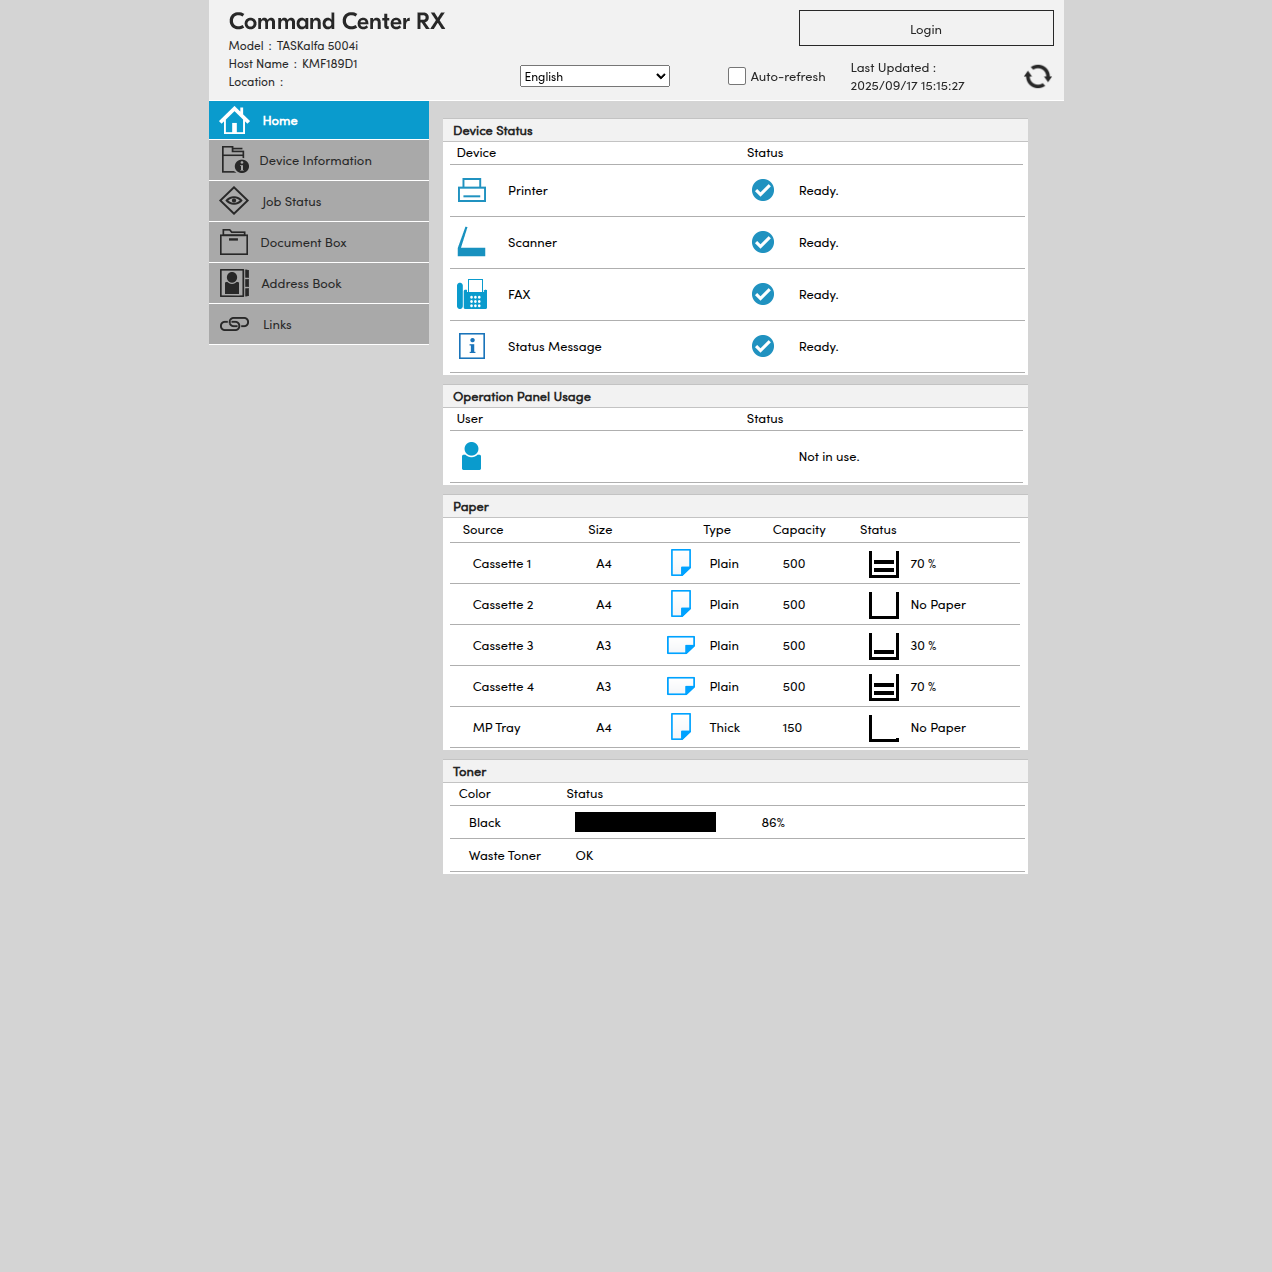 Command Center RX
Model : TASKalfa 5004i
Host Name : KMF189D1
Location :
English
Auto-refresh
Login
Last Updated :
2025/09/17 15:15:27
Home
Device Information
Job Status
Document Box
Address Book
Links
Device Status
Device Status
Printer Ready.
Scanner Ready.
FAX Ready.
Status Message Ready.
Operation Panel Usage
User Status
Not in use.
Paper
Source Size Type Capacity Status
Cassette 1 A4 Plain 500 70 %
Cassette 2 A4 Plain 500 No Paper
Cassette 3 A3 Plain 500 30 %
Cassette 4 A3 Plain 500 70 %
MP Tray A4 Thick 150 No Paper
Toner
Color Status
Black 86%
Waste Toner OK